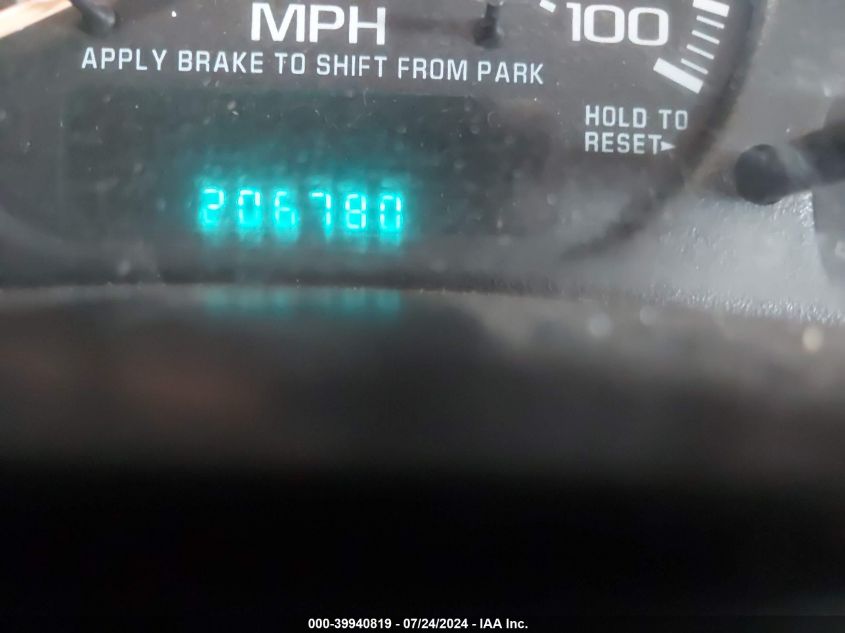 MPH
100
APPLY BRAKE TO SHIFT FROM PARK
HOLD TO
RESET►
206780
000-39940819 - 07/24/2024 - IAA Inc.